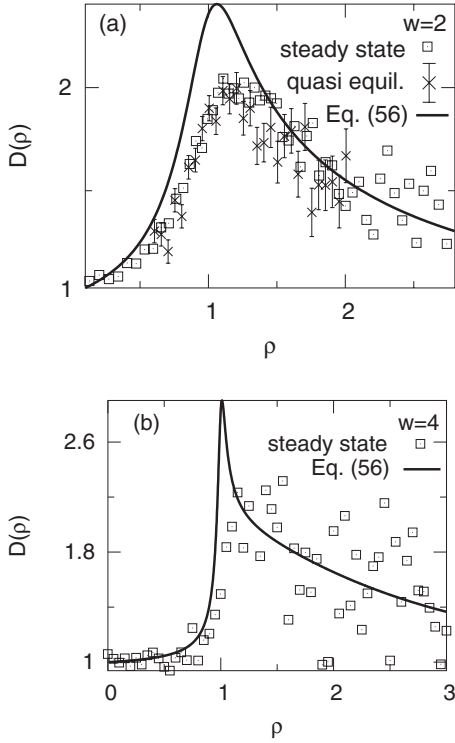 (a)
w=2
steady state
quasi equil.
Eq. (56)
D(ρ)
2
1
1
2
ρ
(b)
w=4
steady state
Eq. (56)
D(ρ)
2.6
1.8
1
0
1
2
3
ρ